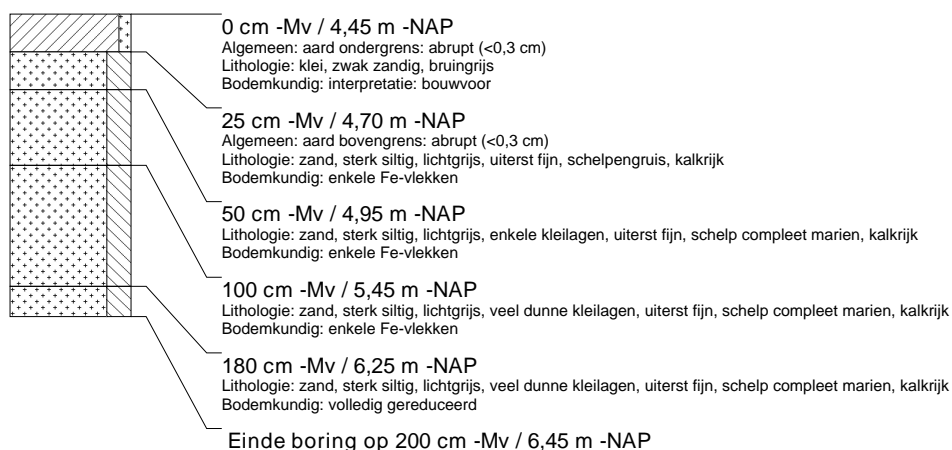 0 cm -Mv / 4,45 m -NAP
Algemeen: aard ondergrens: abrupt (<0,3 cm)
Lithologie: klei, zwak zandig, bruingrijs
Bodemkundig: interpretatie: bouwvoor
25 cm -Mv / 4,70 m -NAP
Algemeen: aard bovengrens: abrupt (<0,3 cm)
Lithologie: zand, sterk siltig, lichtgrijs, uiterst fijn, schelpengruis, kalkrijk
Bodemkundig: enkele Fe-vlekken
50 cm -Mv / 4,95 m -NAP
Lithologie: zand, sterk siltig, lichtgrijs, enkele kleilagen, uiterst fijn, schelp compleet marien, kalkrijk
Bodemkundig: enkele Fe-vlekken
100 cm -Mv / 5,45 m -NAP
Lithologie: zand, sterk siltig, lichtgrijs, veel dunne kleilagen, uiterst fijn, schelp compleet marien, kalkrijk
Bodemkundig: enkele Fe-vlekken
180 cm -Mv / 6,25 m -NAP
Lithologie: zand, sterk siltig, lichtgrijs, veel dunne kleilagen, uiterst fijn, schelp compleet marien, kalkrijk
Bodemkundig: volledig gereduceerd
Einde boring op 200 cm -Mv / 6,45 m -NAP